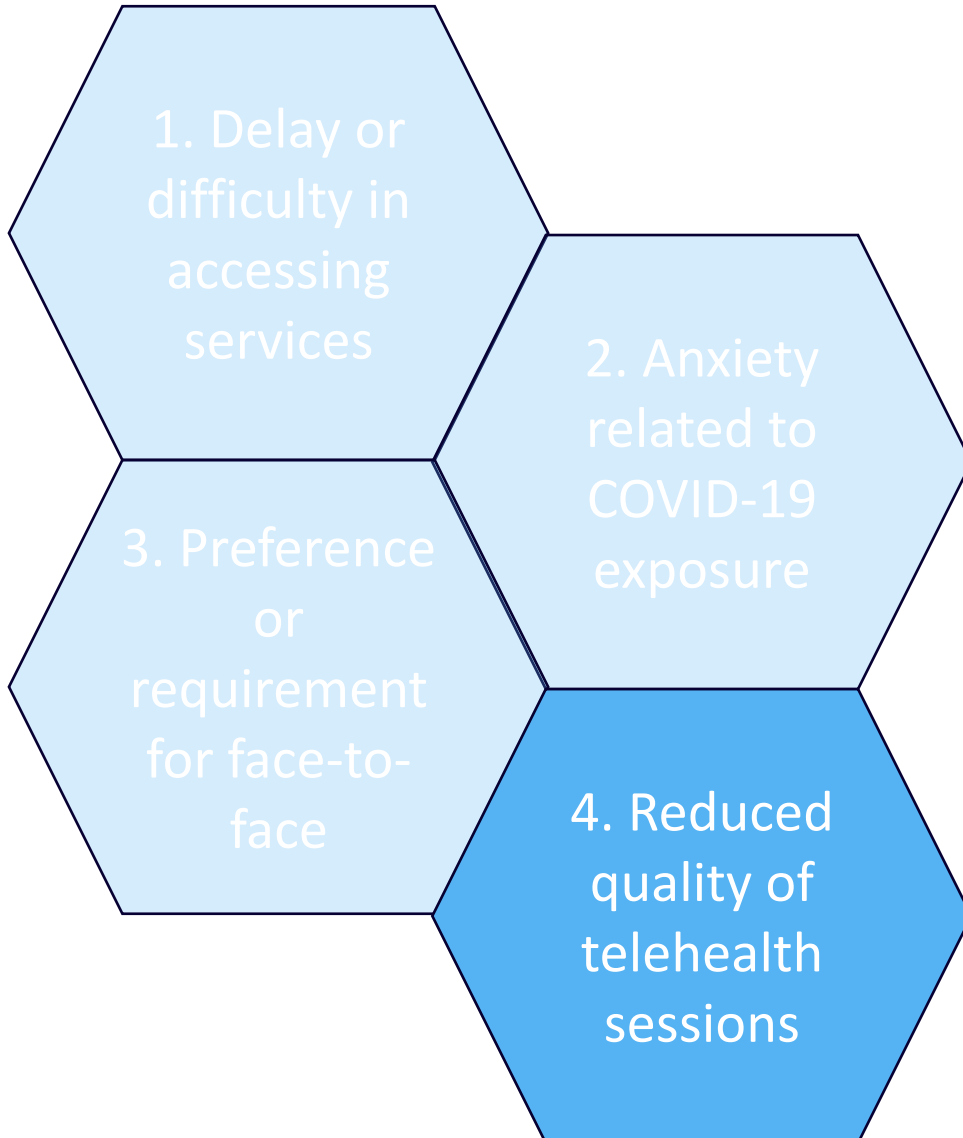 1. Delay or
difficulty in
accessing
services
2. Anxiety
related to
COVID-19
exposure
3. Preference
or
requirement
for face-to-
face
4. Reduced
quality of
telehealth
sessions